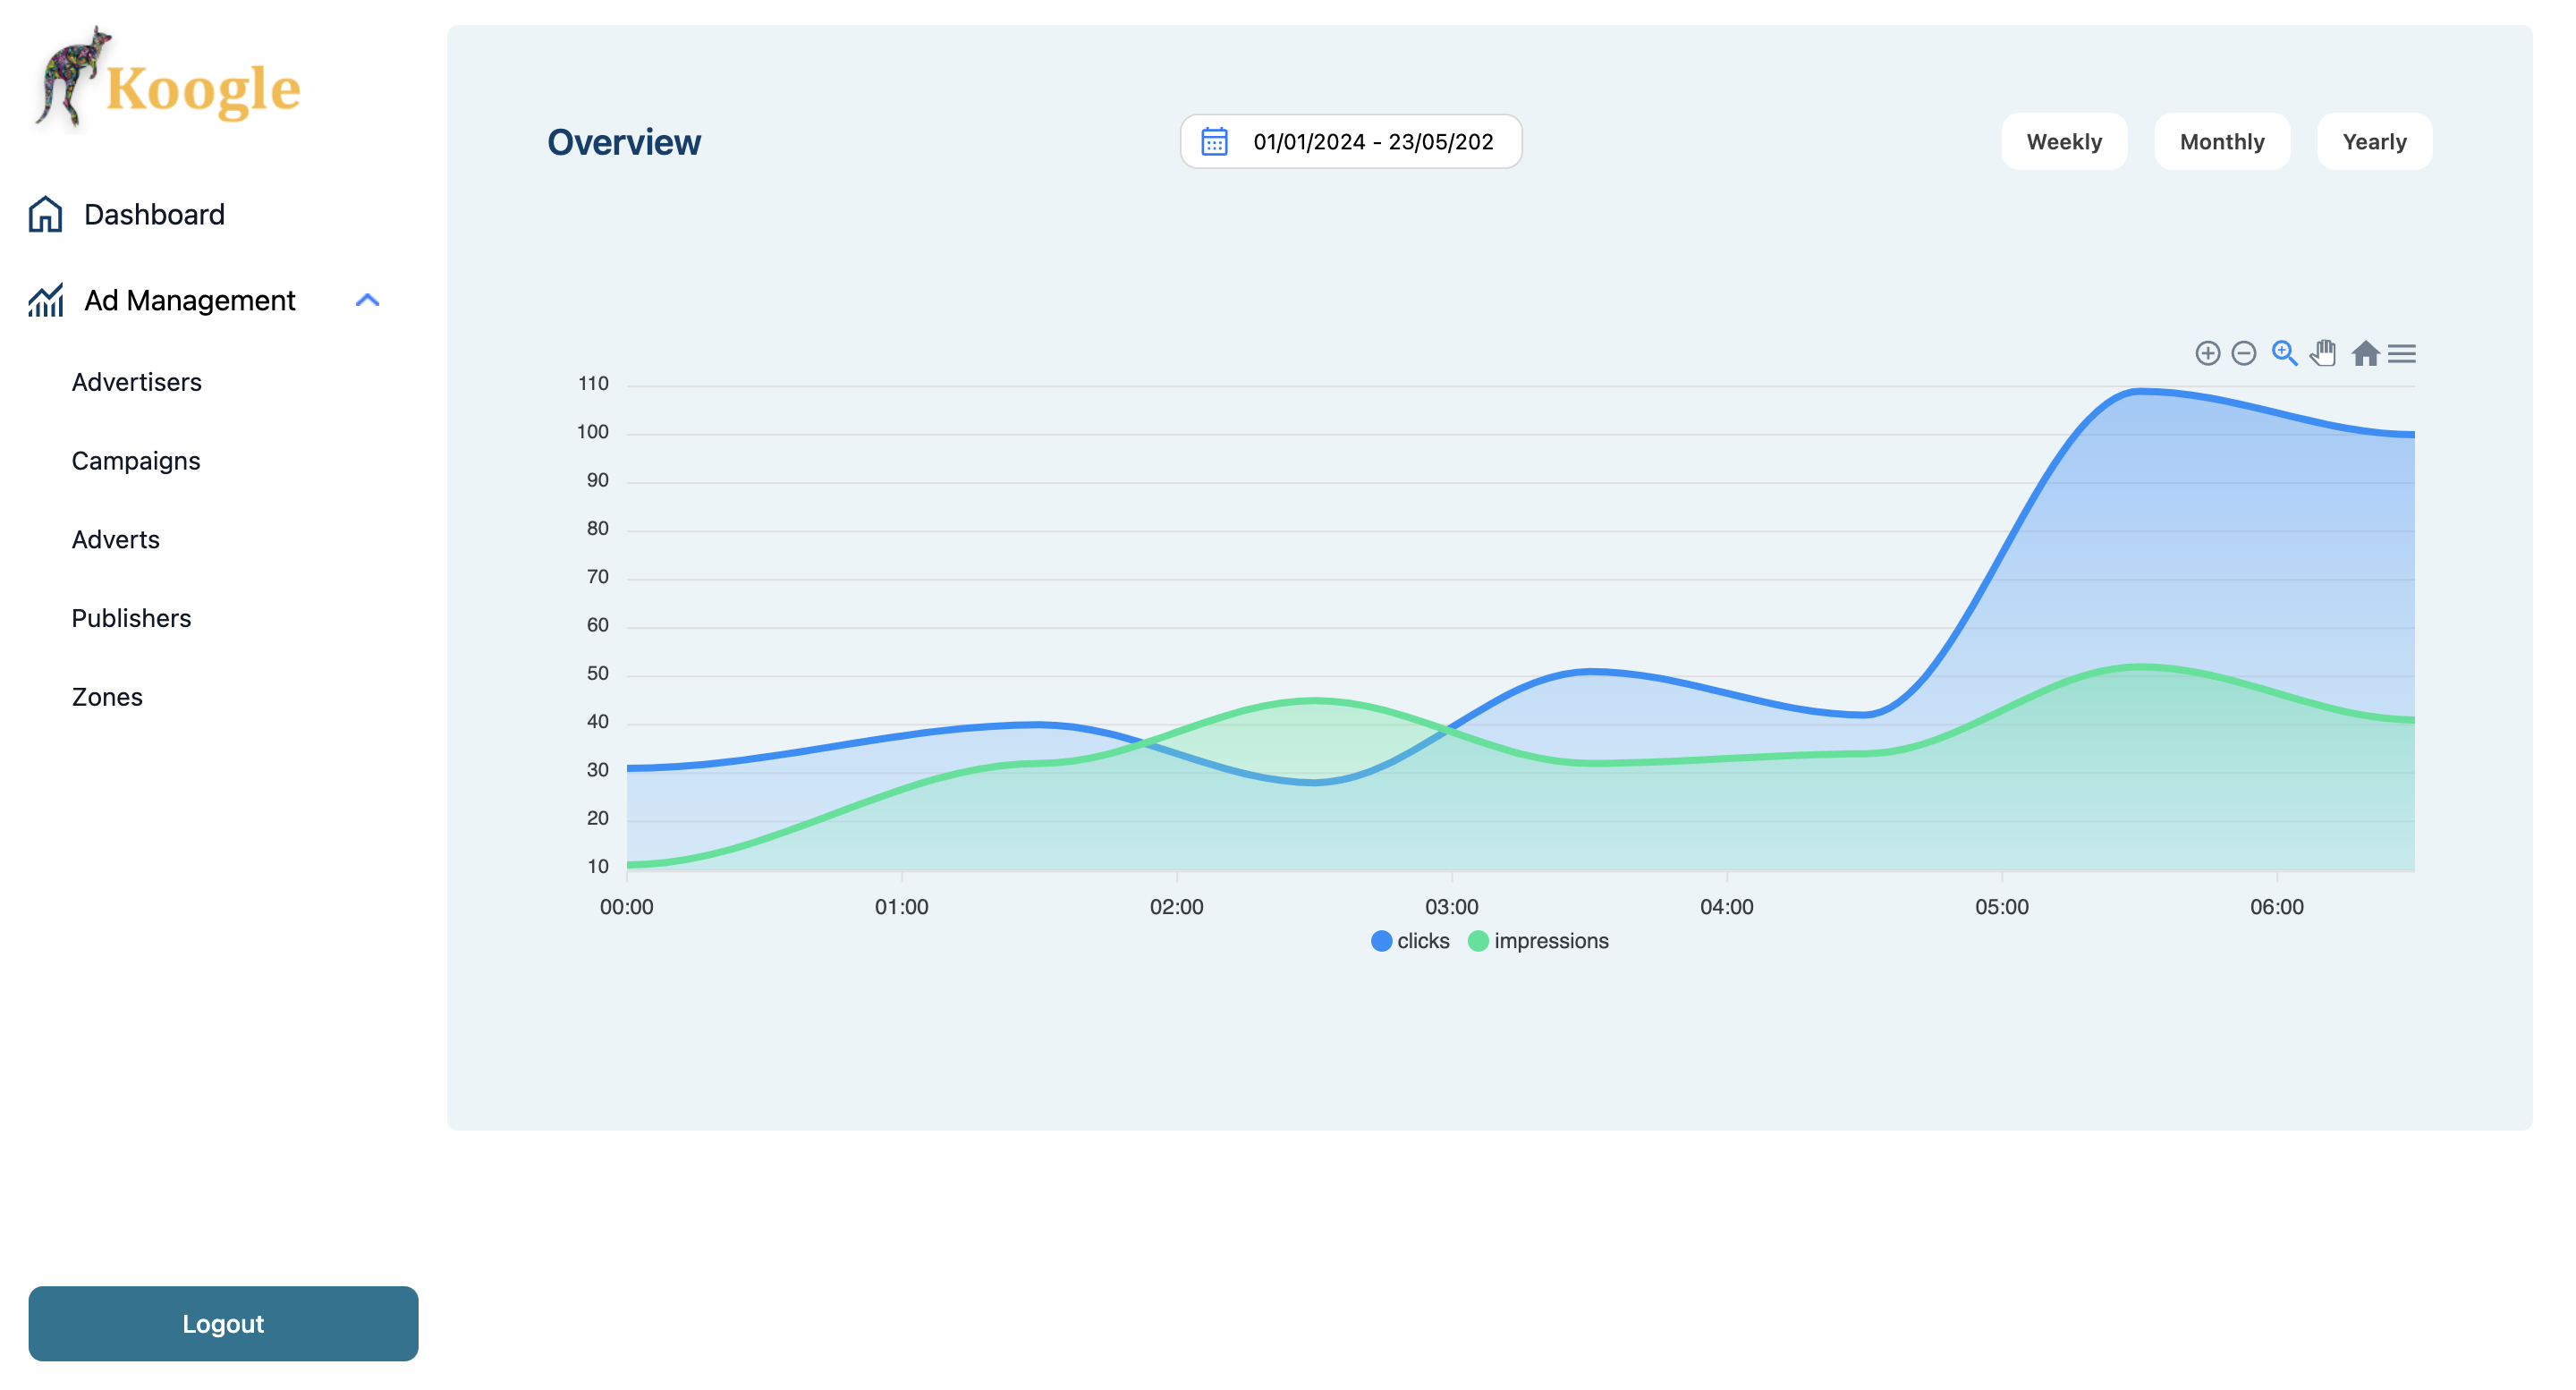 Koogle
Dashboard
Ad Management
Advertisers
Campaigns
Adverts
Publishers
Zones
Logout
Overview
01/01/2024 - 23/05/202
Weekly
Monthly
Yearly
110
100
90
80
70
60
50
40
30
20
10
00:00
01:00
02:00
03:00
04:00
05:00
06:00
clicks
impressions